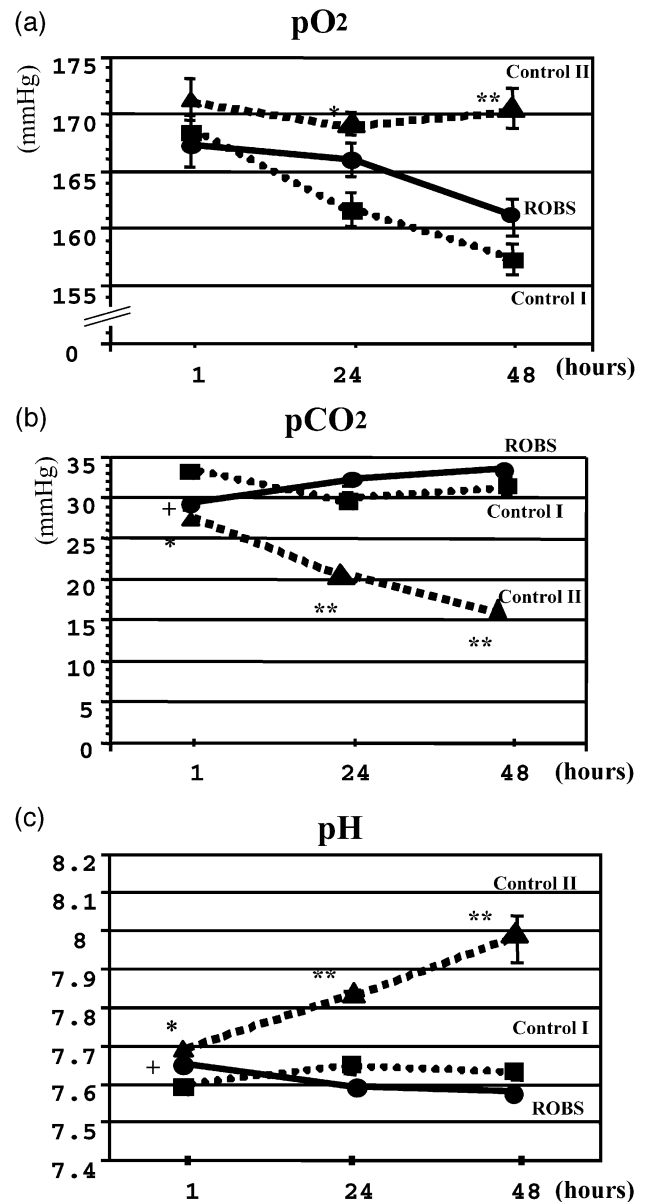 (a)
pO2
(mmHg)
175
Control II
* **
170
165
ROBS
160
155
Control I
0
1 24 48 (hours)
(b)
pCO2
(mmHg)
ROBS
35
30
+
Control I
25
*
20
Control II
**
15
**
10
5
0
1 24 48 (hours)
(c)
pH
8.2
Control II
8.1
**
8
**
7.9
7.8
* Control I
7.7
+
7.6
ROBS
7.5
7.4
1 24 48 (hours)